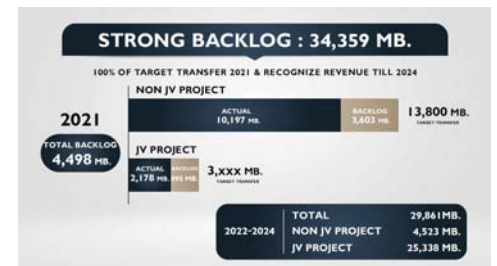 STRONG BACKLOG : 34,359 MB.
100% OF TARGET TRANSFER 2021 & RECOGNIZE REVENUE TILL 2024
NON JV PROJECT
ACTUAL
10,197 MB.
BACKLOG
3,603 MB.
13,800 MB.
TARGET TRANSFER
2021
TOTAL BACKLOG
4,498 MB.
JV PROJECT
ACTUAL
2,178 MB.
BACKLOG
895 MB.
3,xxx MB.
TARGET TRANSFER
2022-2024
TOTAL 29,861MB.
NON JV PROJECT 4,523 MB.
JV PROJECT 25,338 MB.